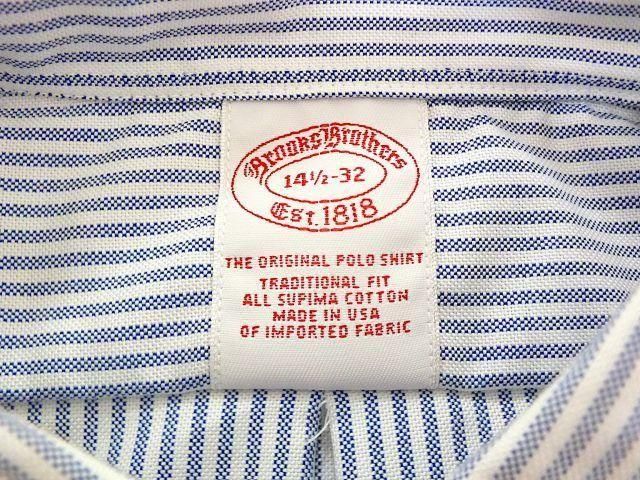 Brooks Brothers
14½-32
Est. 1818
THE ORIGINAL POLO SHIRT
TRADITIONAL FIT
ALL SUPIMA COTTON
MADE IN USA
OF IMPORTED FABRIC